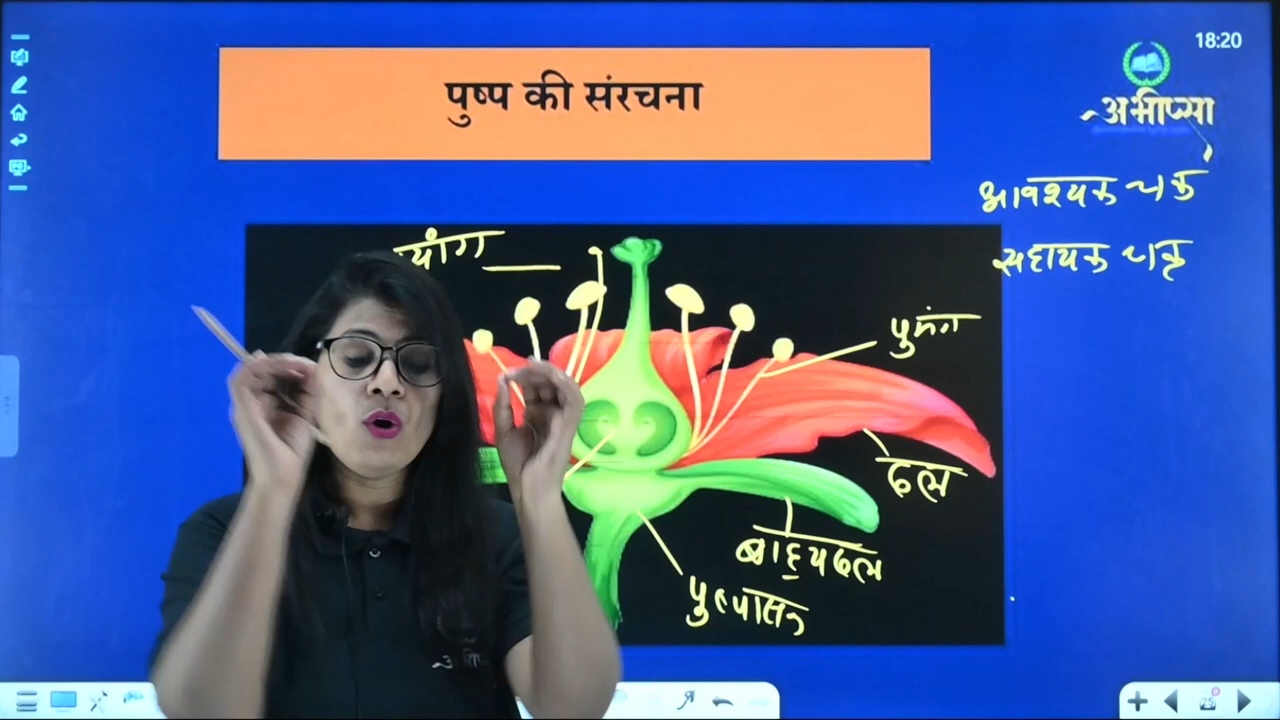 18:20
पुष्प की संरचना
अभीप्सा
आवश्यक चक्र
सहायक चक्र
पुमंग
दल
बाह्यदल
पुष्पासन